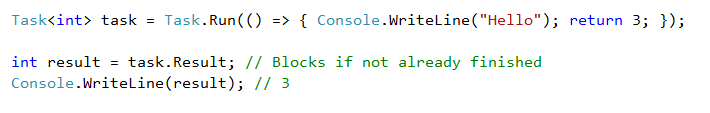 Task<int> task = Task.Run(() => { Console.WriteLine("Hello"); return 3; });
int result = task.Result; // Blocks if not already finished
Console.WriteLine(result); // 3